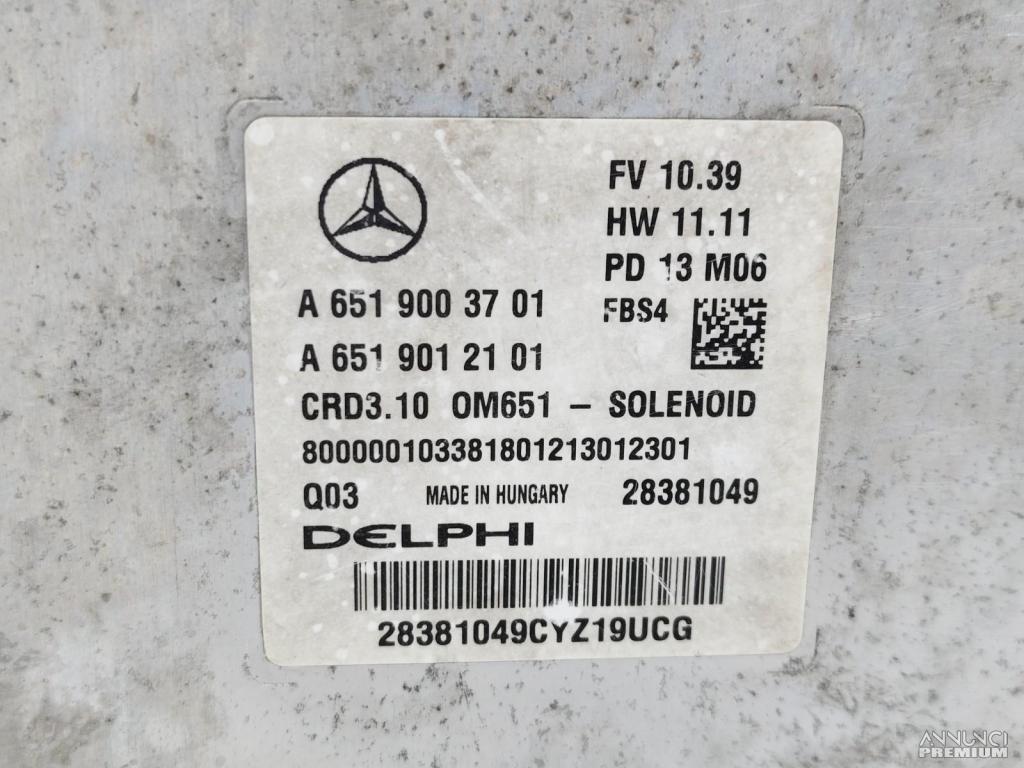 FV 10.39
HW 11.11
PD 13 M06
A 651 900 37 01
FBS4
A 651 901 21 01
CRD3.10 OM651 – SOLENOID
800000103381801213012301
Q03 MADE IN HUNGARY 28381049
DELPHI
28381049CYZ19UCG
ANNUNCI
PREMIUM